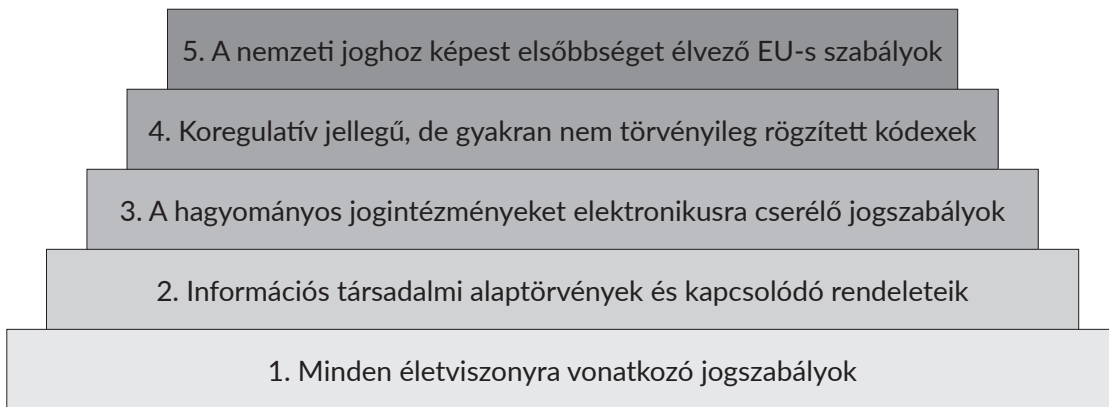 5. A nemzeti joghoz képest elsőbbséget élvező EU-s szabályok
4. Koregulatív jellegű, de gyakran nem törvényileg rögzített kódexek
3. A hagyományos jogintézményeket elektronikusra cserélő jogszabályok
2. Információs társadalmi alaptörvények és kapcsolódó rendeleteik
1. Minden életviszonyra vonatkozó jogszabályok